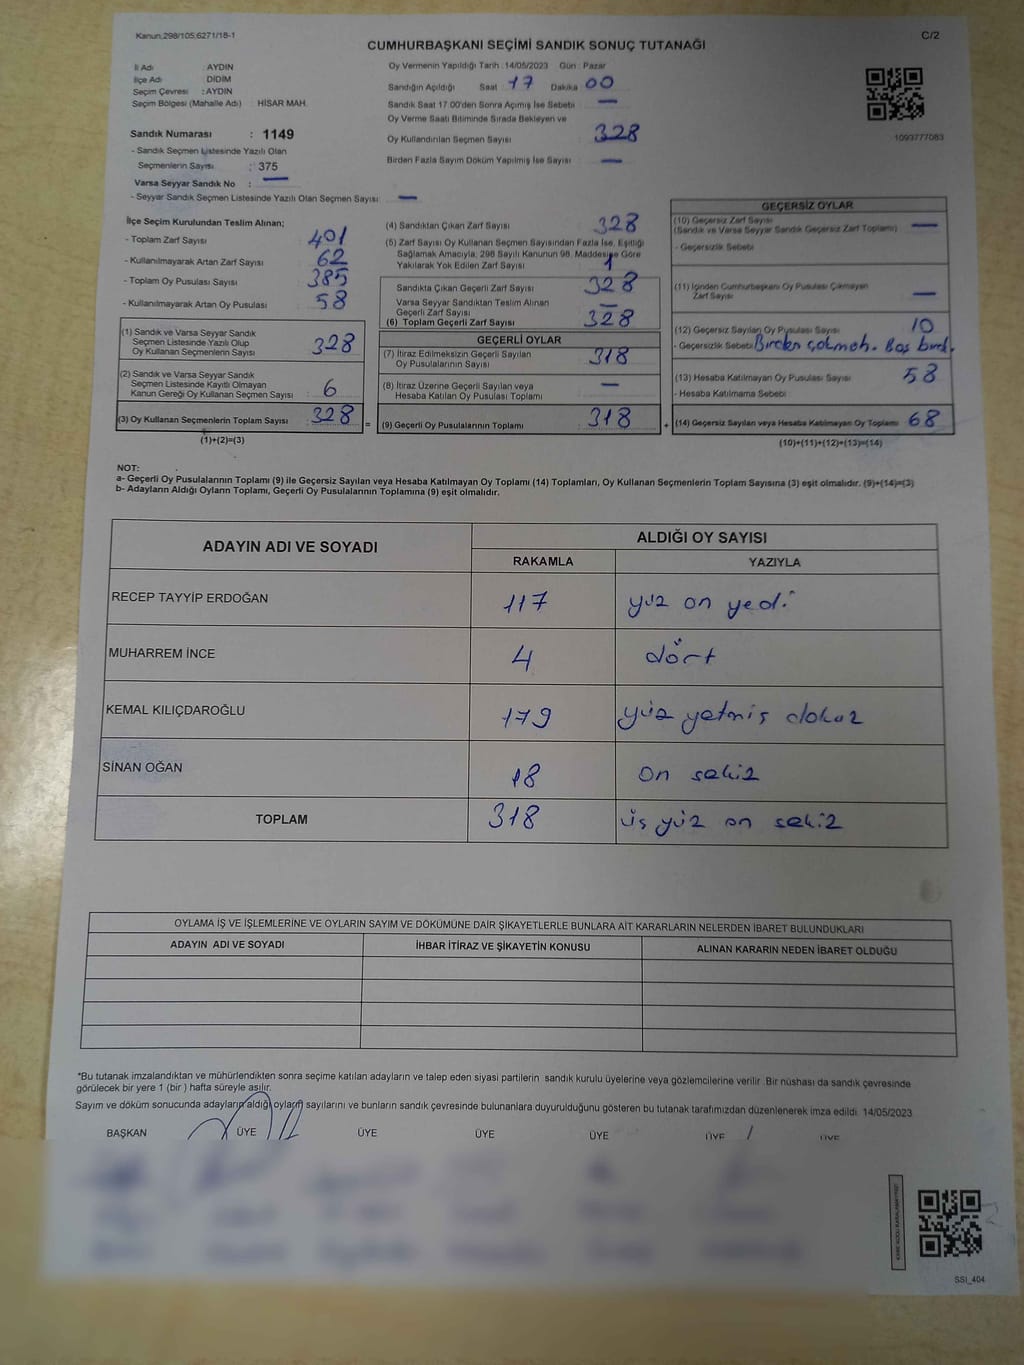 Kanun:298/105,6271/18-1
C/2
CUMHURBAŞKANI SEÇİMİ SANDIK SONUÇ TUTANAĞI
İl Adı : AYDIN
İlçe Adı : DİDİM
Seçim Çevresi : AYDIN
Seçim Bölgesi (Mahalle Adı) HİSAR MAH.
Sandık Numarası : 1149
- Sandık Seçmen Listesinde Yazılı Olan
Seçmenlerin Sayısı : 375
Varsa Seyyar Sandık No : —
- Seyyar Sandık Seçmen Listesinde Yazılı Olan Seçmen Sayısı : —
Oy Vermenin Yapıldığı Tarih : 14/05/2023 Gün : Pazar
Sandığın Açıldığı Saat : 17 Dakika : 00
Sandık Saat 17.00'den Sonra Açımış İse Sebebi : —
Oy Verme Saati Bitiminde Sırada Bekleyen ve
Oy Kullandırılan Seçmen Sayısı : 328
Birden Fazla Sayım Döküm Yapılmış İse Sayısı : —
1093777083
İlçe Seçim Kurulundan Teslim Alınan;
- Toplam Zarf Sayısı : 401
- Kullanılmayarak Artan Zarf Sayısı : 62
- Toplam Oy Pusulası Sayısı : 385
- Kullanılmayarak Artan Oy Pusulası : 58
(1) Sandık ve Varsa Seyyar Sandık
Seçmen Listesinde Yazılı Olup
Oy Kullanan Seçmenlerin Sayısı : 328
(2) Sandık ve Varsa Seyyar Sandık
Seçmen Listesinde Kayıtlı Olmayan
Kanun Gereği Oy Kullanan Seçmen Sayısı : 6
(3) Oy Kullanan Seçmenlerin Toplam Sayısı : 328 =
(1)+(2)=(3)
(4) Sandıktan Çıkan Zarf Sayısı : 328
(5) Zarf Sayısı Oy Kullanan Seçmen Sayısından Fazla İse, Eşitliği
Sağlamak Amacıyla, 298 Sayılı Kanunun 98. Maddesine Göre
Yakılarak Yok Edilen Zarf Sayısı : 1
Sandıkta Çıkan Geçerli Zarf Sayısı : 328
Varsa Seyyar Sandıktan Teslim Alınan
Geçerli Zarf Sayısı : —
(6) Toplam Geçerli Zarf Sayısı : 328
GEÇERLİ OYLAR
(7) İtiraz Edilmeksizin Geçerli Sayılan
Oy Pusulalarının Sayısı : 318
(8) İtiraz Üzerine Geçerli Sayılan veya
Hesaba Katılan Oy Pusulası Toplamı : —
(9) Geçerli Oy Pusulalarının Toplamı : 318 +
GEÇERSİZ OYLAR
(10) Geçersiz Zarf Sayısı
(Sandık ve Varsa Seyyar Sandık Geçersiz Zarf Toplamı) : —
- Geçersizlik Sebebi :
(11) İçinden Cumhurbaşkanı Oy Pusulası Çıkmayan
Zarf Sayısı : —
(12) Geçersiz Sayılan Oy Pusulası Sayısı : 10
- Geçersizlik Sebebi :
(13) Hesaba Katılmayan Oy Pusulası Sayısı : 58
- Hesaba Katılmama Sebebi :
(14) Geçersiz Sayılan veya Hesaba Katılmayan Oy Toplamı : 68
(10)+(11)+(12)+(13)=(14)
NOT:
a- Geçerli Oy Pusulalarının Toplamı (9) ile Geçersiz Sayılan veya Hesaba Katılmayan Oy Toplamı (14) Toplamları, Oy Kullanan Seçmenlerin Toplam Sayısına (3) eşit olmalıdır. (9)+(14)=(3)
b- Adayların Aldığı Oyların Toplamı, Geçerli Oy Pusulalarının Toplamına (9) eşit olmalıdır.
ADAYIN ADI VE SOYADI
ALDIĞI OY SAYISI
RAKAMLA YAZIYLA
RECEP TAYYİP ERDOĞAN 117 yüz on yedi
MUHARREM İNCE 4 dört
KEMAL KILIÇDAROĞLU 179 yüz yetmiş dokuz
SİNAN OĞAN 18 on sekiz
TOPLAM 318 üç yüz on sekiz
OYLAMA İŞ VE İŞLEMLERİNE VE OYLARIN SAYIM VE DÖKÜMÜNE DAİR ŞİKAYETLERLE BUNLARA AİT KARARLARIN NELERDEN İBARET BULUNDUKLARI
ADAYIN ADI VE SOYADI İHBAR İTİRAZ VE ŞİKAYETİN KONUSU ALINAN KARARIN NEDEN İBARET OLDUĞU
*Bu tutanak imzalandıktan ve mühürlendikten sonra seçime katılan adayların ve talep eden siyasi partilerin sandık kurulu üyelerine veya gözlemcilerine verilir. Bir nüshası da sandık çevresinde
görülecek bir yere 1 (bir ) hafta süreyle asılır.
Sayım ve döküm sonucunda adayların aldığı oyların sayılarını ve bunların sandık çevresinde bulunanlara duyurulduğunu gösteren bu tutanak tarafımızdan düzenlenerek imza edildi. 14/05/2023
BAŞKAN ÜYE ÜYE ÜYE ÜYE ÜYE ÜYE
SSI_404